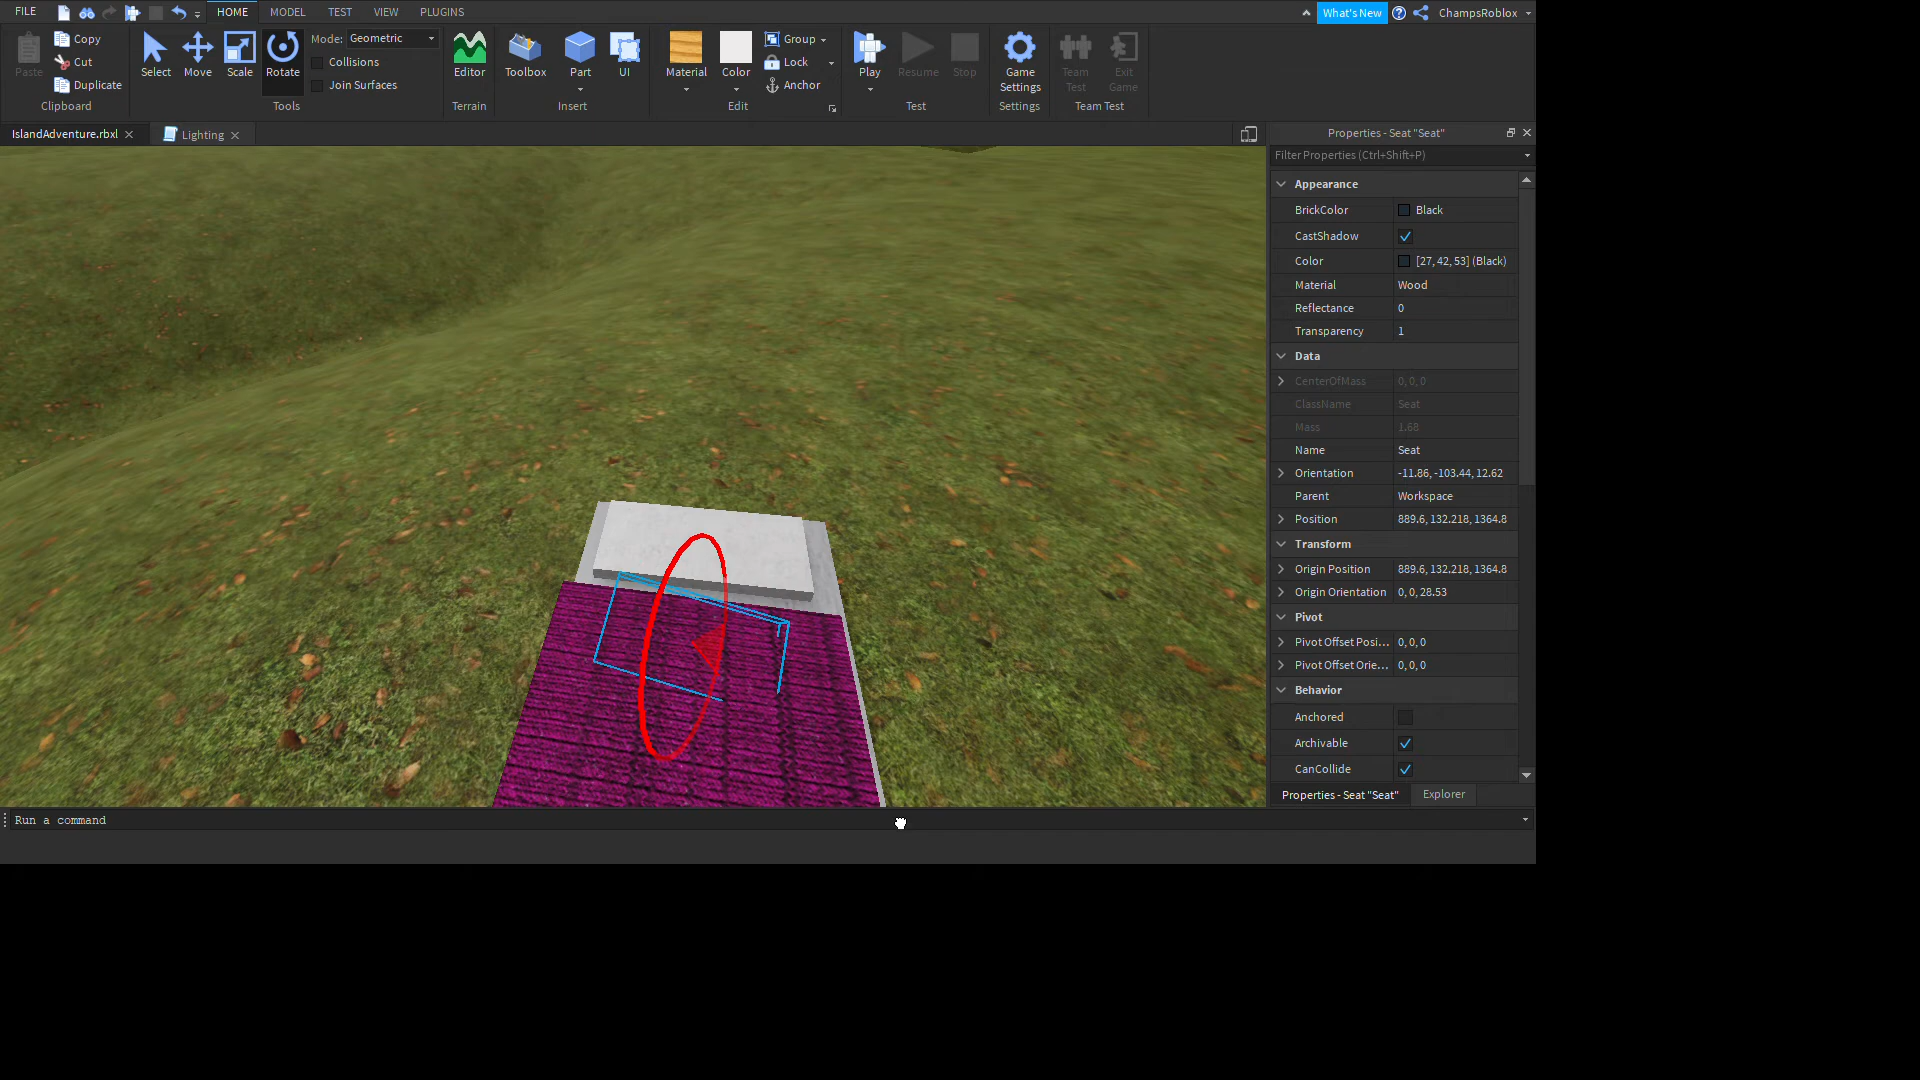 FILE HOME MODEL TEST VIEW PLUGINS What's New ? ChampsRoblox
Paste Copy Cut Duplicate
Clipboard
Select Move Scale Rotate
Mode: Geometric
Collisions
Join Surfaces
Tools
Editor
Terrain
Toolbox Part UI
Insert
Material Color
Group
Lock
Anchor
Edit
Play Resume Stop
Test
Game Settings
Settings
Team Test
Exit Game
Team Test
IslandAdventure.rbxl
Lighting
Properties - Seat "Seat"
Filter Properties (Ctrl+Shift+P)
Appearance
BrickColor Black
CastShadow
Color [27, 42, 53] (Black)
Material Wood
Reflectance 0
Transparency 1
Data
CenterOfMass 0, 0, 0
ClassName Seat
Mass 1.68
Name Seat
Orientation -11.86, -103.44, 12.62
Parent Workspace
Position 889.6, 132.218, 1364.8
Transform
Origin Position 889.6, 132.218, 1364.8
Origin Orientation 0, 0, 28.53
Pivot
Pivot Offset Posi... 0, 0, 0
Pivot Offset Orie... 0, 0, 0
Behavior
Anchored
Archivable
CanCollide
Properties - Seat "Seat" Explorer
Run a command